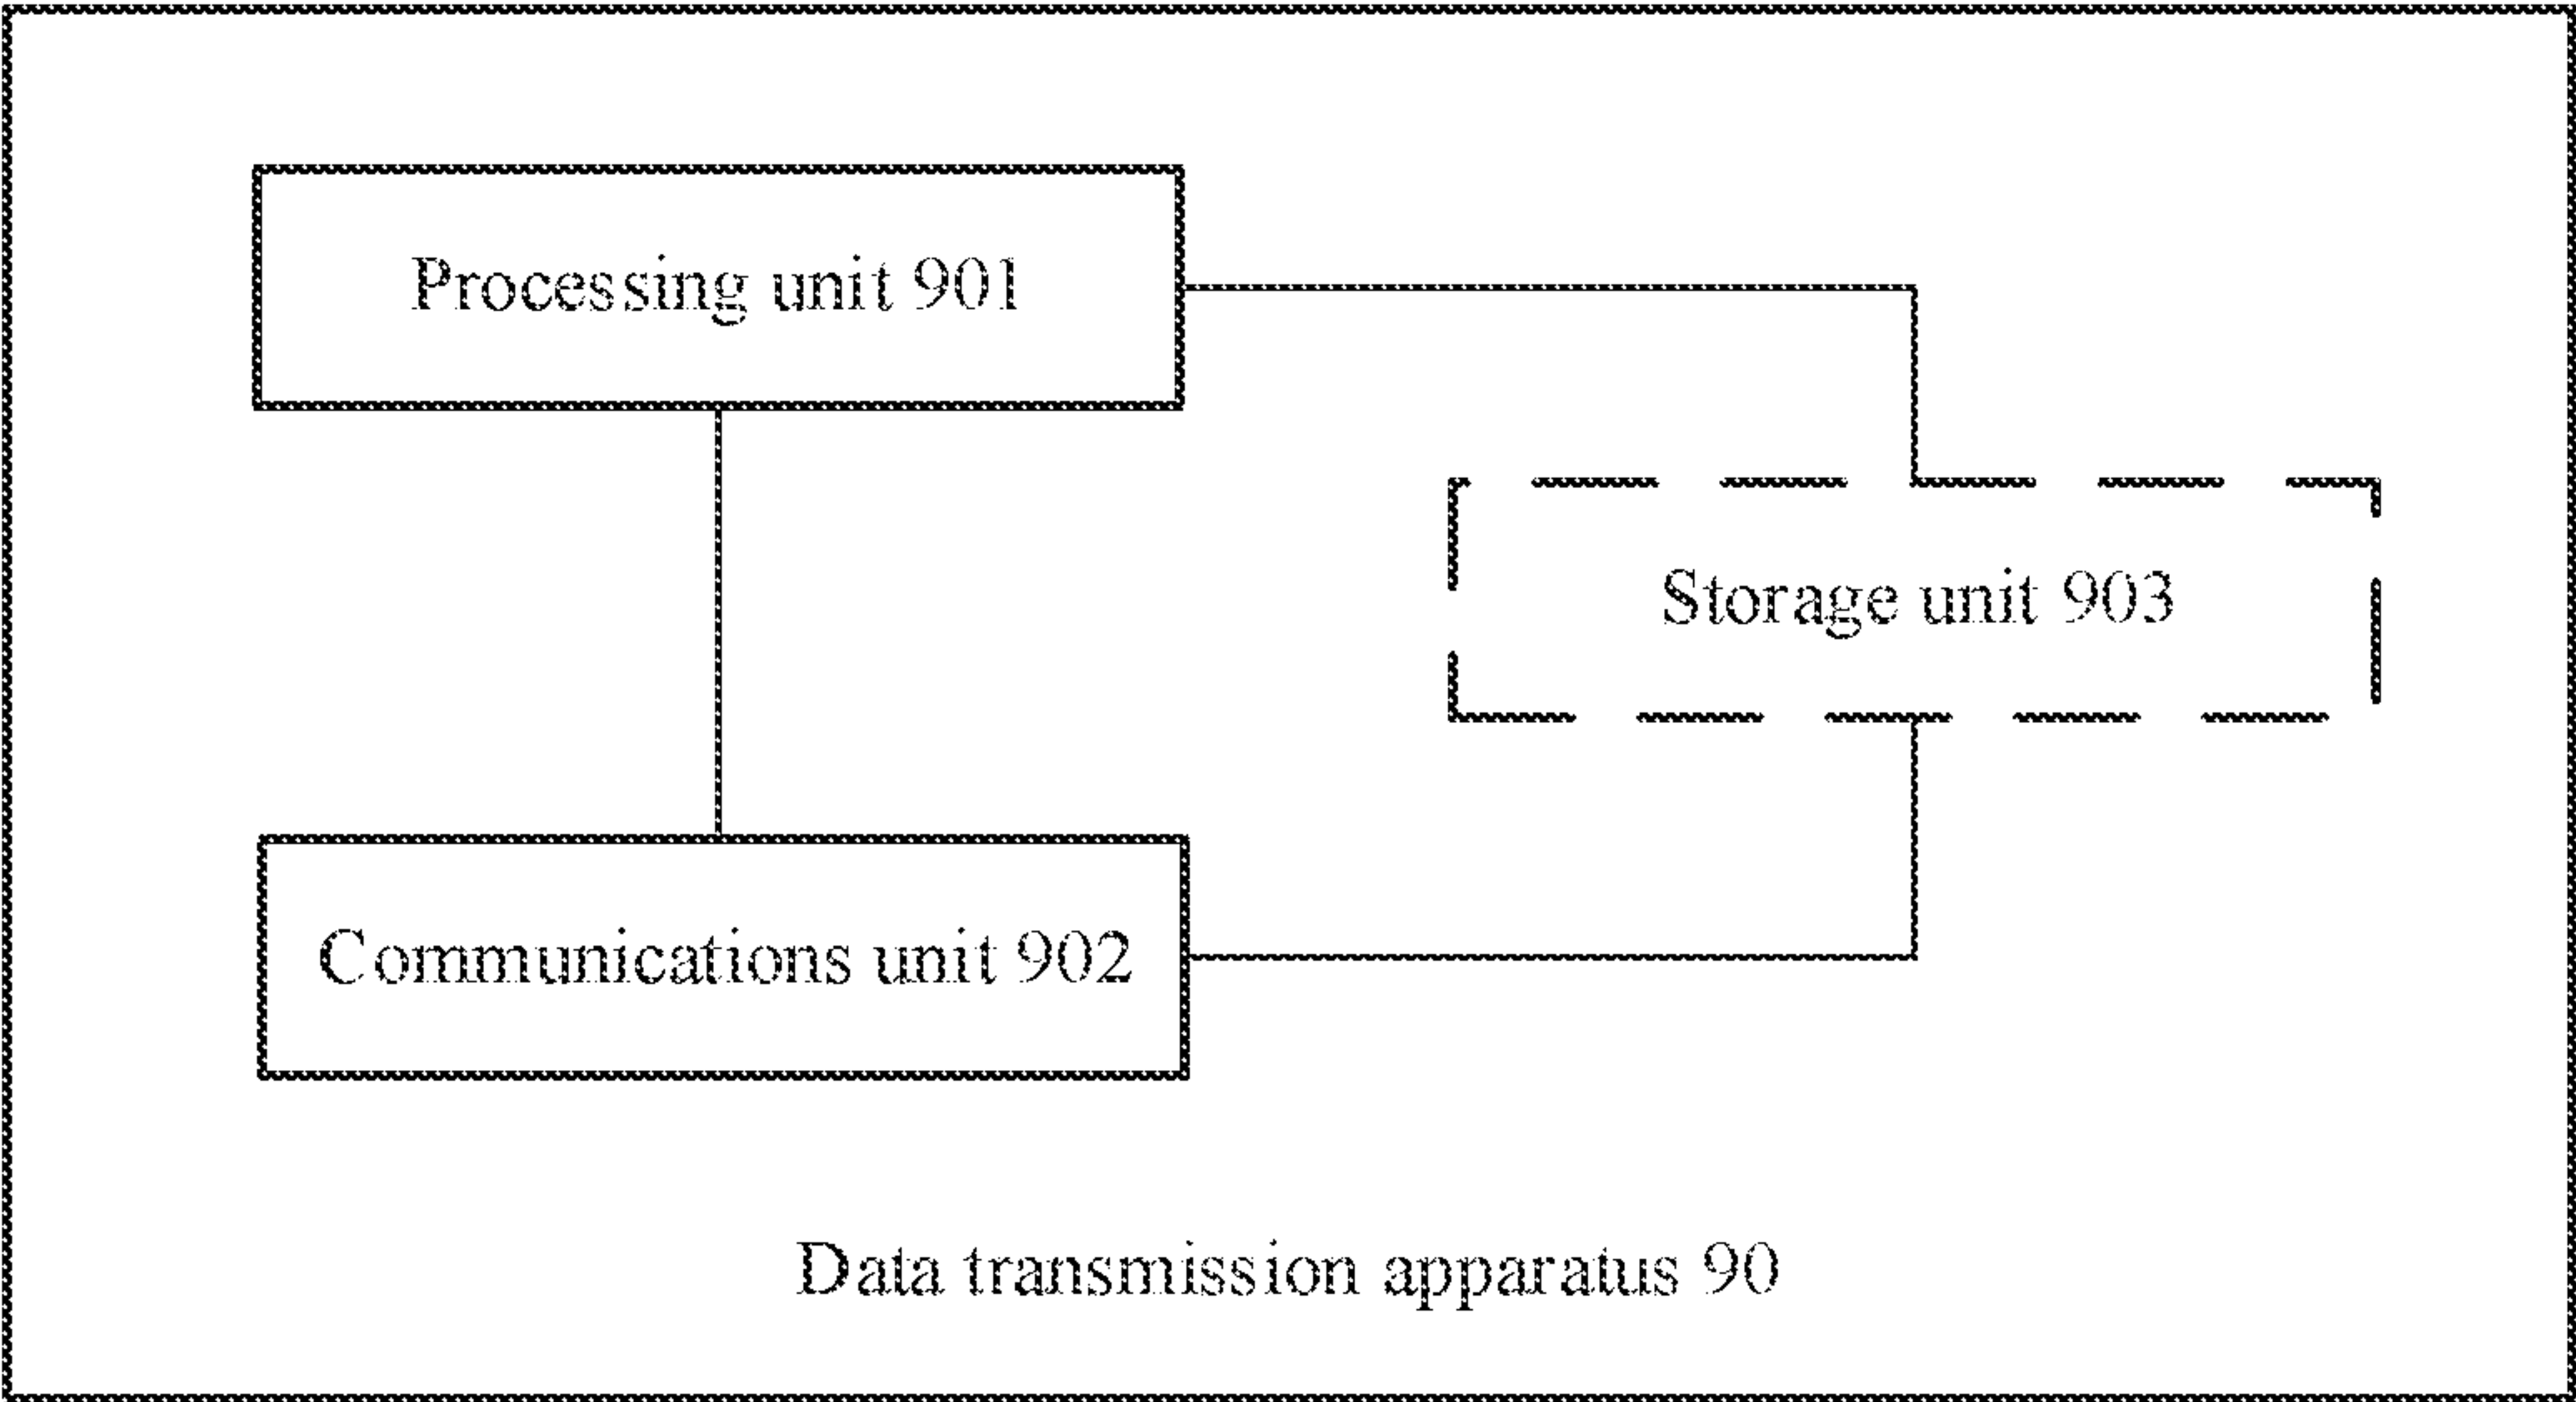 Processing unit 901
Storage unit 903
Communications unit 902
Data transmission apparatus 90